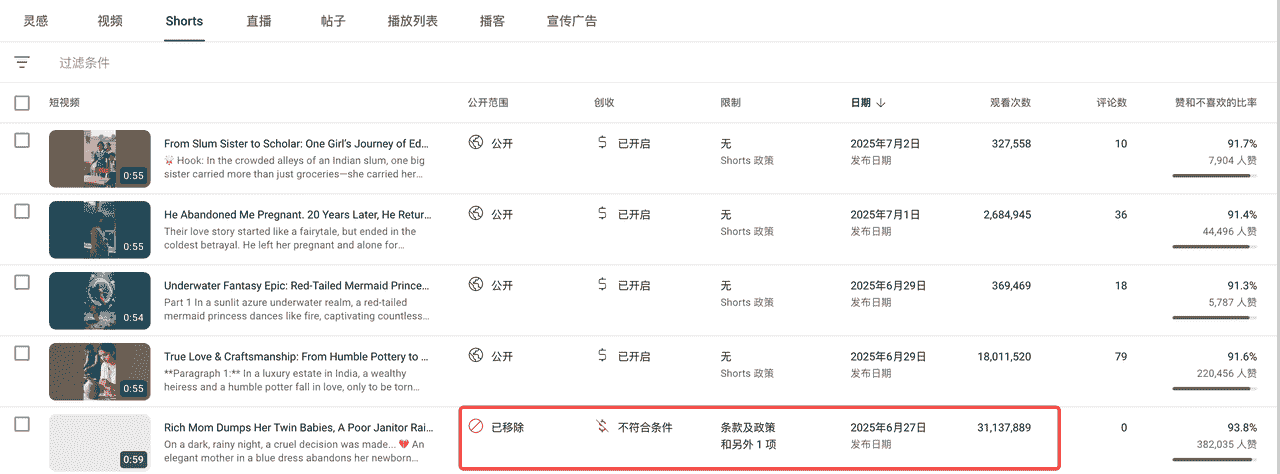 灵感 视频 Shorts 直播 帖子 播放列表 播客 宣传广告
过滤条件
短视频 公开范围 创收 限制 日期 观看次数 评论数 赞和不喜欢的比率
From Slum Sister to Scholar: One Girl’s Journey of Ed... 公开 已开启 无 2025年7月2日 327,558 10 91.7%
Hook: In the crowded alleys of an Indian slum, one big Shorts 政策 发布日期 7,904 人赞
sister carried more than just groceries—she carried her...
0:55
He Abandoned Me Pregnant. 20 Years Later, He Retur... 公开 已开启 无 2025年7月1日 2,684,945 36 91.4%
Their love story started like a fairytale, but ended in the Shorts 政策 发布日期 44,496 人赞
coldest betrayal. He left her pregnant and alone for...
0:55
Underwater Fantasy Epic: Red-Tailed Mermaid Prince... 公开 已开启 无 2025年6月29日 369,469 18 91.3%
Part 1 In a sunlit azure underwater realm, a red-tailed Shorts 政策 发布日期 5,787 人赞
mermaid princess dances like fire, captivating countless...
0:54
True Love & Craftsmanship: From Humble Pottery to ... 公开 已开启 无 2025年6月29日 18,011,520 79 91.6%
**Paragraph 1:** In a luxury estate in India, a wealthy Shorts 政策 发布日期 220,456 人赞
heiress and a humble potter fall in love, only to be torn...
0:55
Rich Mom Dumps Her Twin Babies, A Poor Janitor Rai... 已移除 不符合条件 条款及政策 2025年6月27日 31,137,889 0 93.8%
On a dark, rainy night, a cruel decision was made... 💔 An 和另外 1 项 发布日期 382,035 人赞
elegant mother in a blue dress abandons her newborn...
0:59